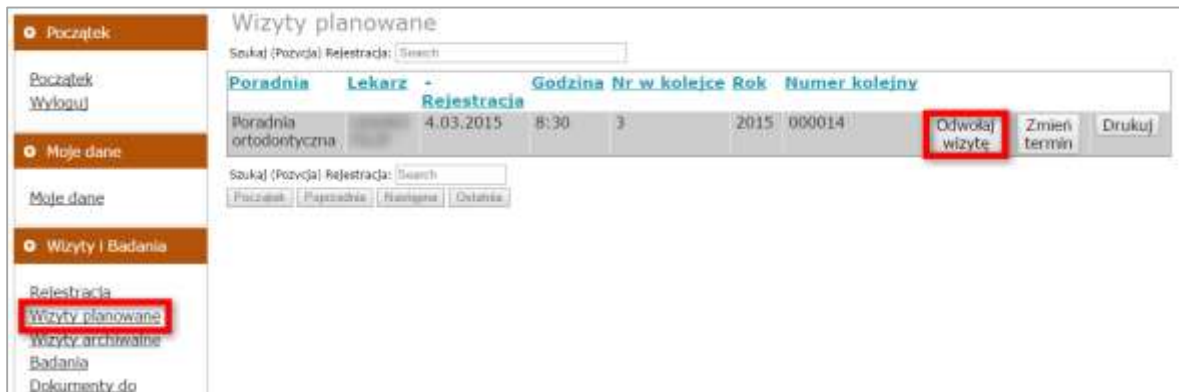 Początek
Początek
Wyloguj
Moje dane
Moje dane
Wizyty i Badania
Rejestracja
Wizyty planowane
Wizyty archiwalne
Badania
Dokumenty do
Wizyty planowane
Szukaj (Pozycja) Rejestracja: Search
Poradnia Lekarz - Rejestracja Godzina Nr w kolejce Rok Numer kolejny
Poradnia ortodontyczna 4.03.2015 8:30 3 2015 000014 Odwołaj wizytę Zmień termin Drukuj
Szukaj (Pozycja) Rejestracja: Search
Początek Poprzednia Następna Ostatnia